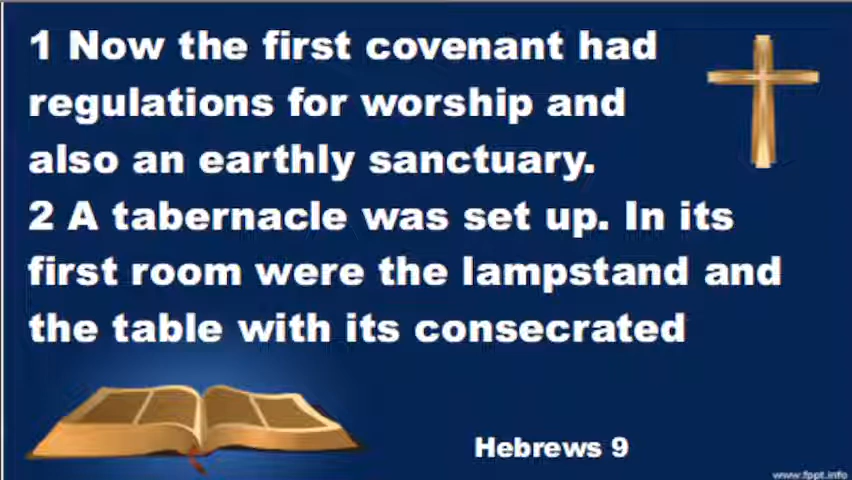 1 Now the first covenant had
regulations for worship and
also an earthly sanctuary.
2 A tabernacle was set up. In its
first room were the lampstand and
the table with its consecrated
Hebrews 9
www.fppt.info